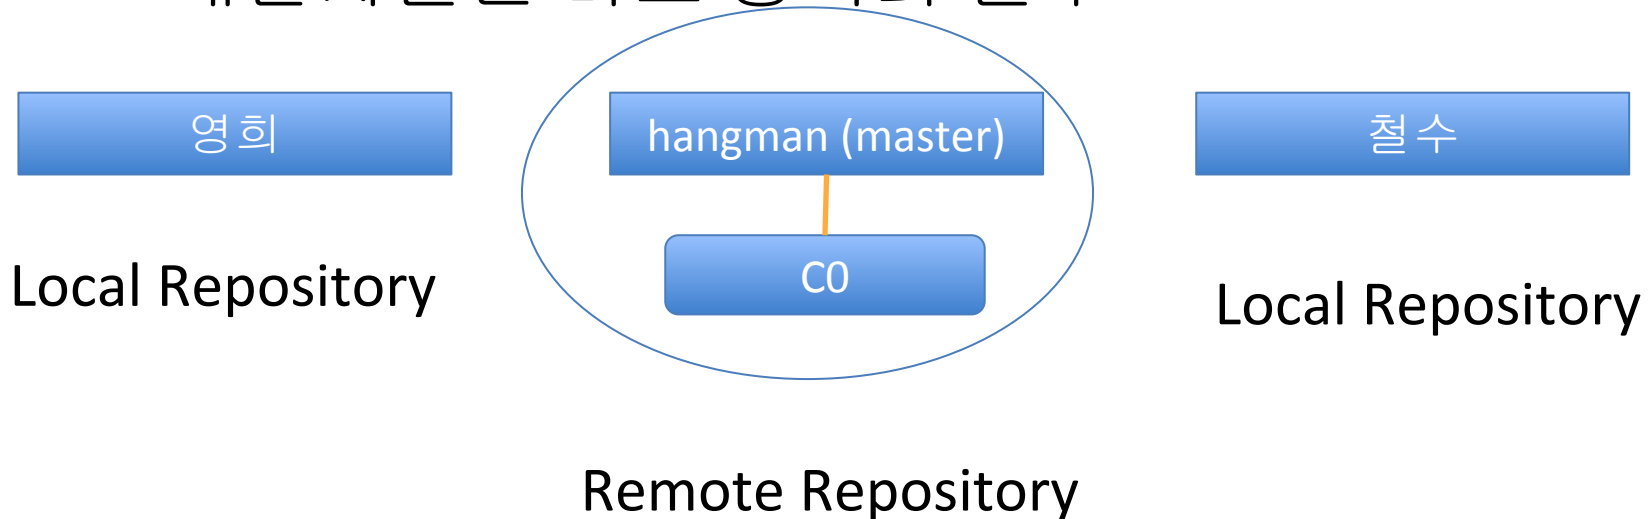 영희
hangman (master)
철수
C0
Local Repository
Local Repository
Remote Repository